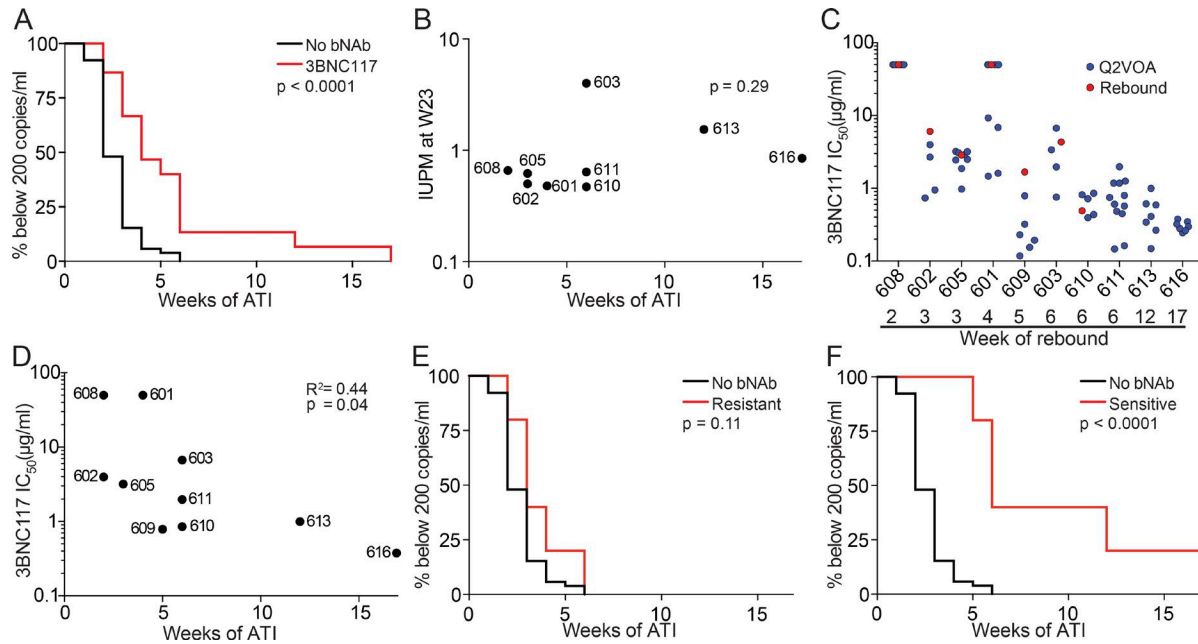 A
100
75
50
25
0
0
5
10
15
% below 200 copies/ml
Weeks of ATI
No bNAb
3BNC117
p < 0.0001
B
10
1
0.1
0
5
10
15
IUPM at W23
Weeks of ATI
p = 0.29
603
613
616
608
605
602
601
611
610
C
100
10
1
0.1
3BNC117 IC50(µg/ml)
Q2VOA
Rebound
608 602 605 601 609 603 610 611 613 616
2 3 3 4 5 6 6 6 12 17
Week of rebound
D
100
10
1
0.1
0
5
10
15
3BNC117 IC50(µg/ml)
Weeks of ATI
R2= 0.44
p = 0.04
608
601
602
605
603
611
609
610
613
616
E
100
75
50
25
0
0
5
10
15
% below 200 copies/ml
Weeks of ATI
No bNAb
Resistant
p = 0.11
F
100
75
50
25
0
0
5
10
15
% below 200 copies/ml
Weeks of ATI
No bNAb
Sensitive
p < 0.0001